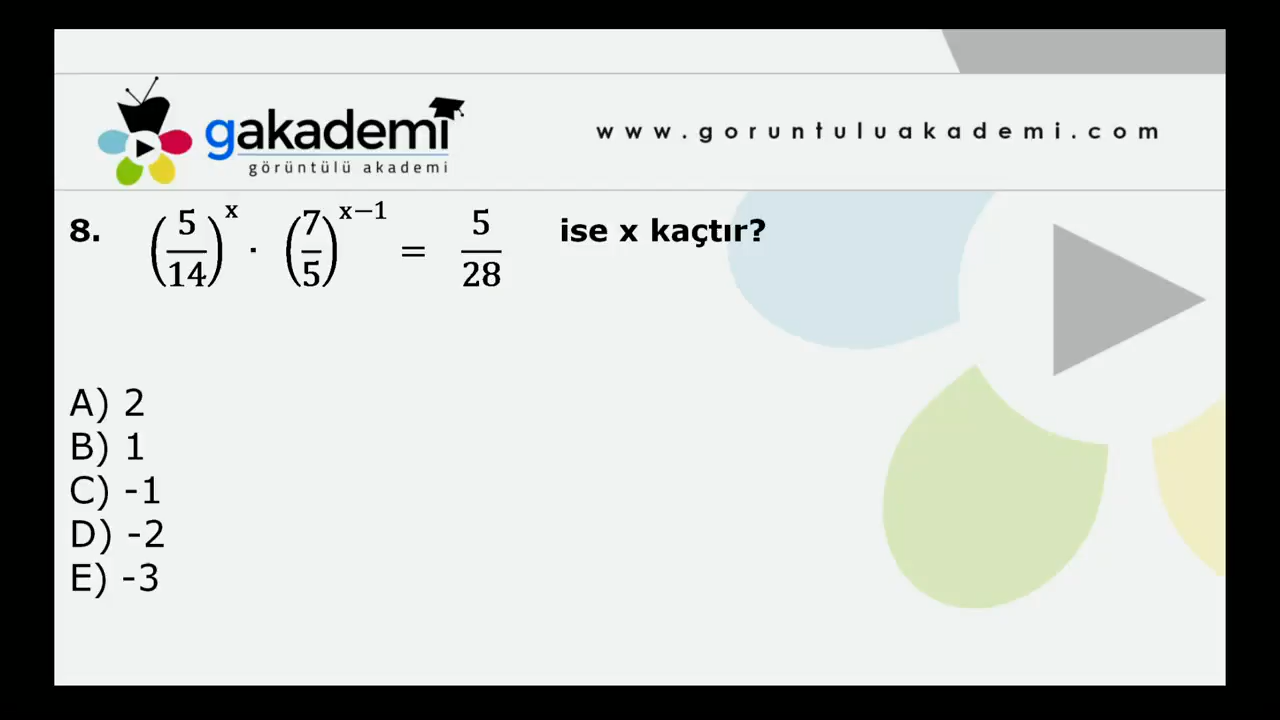 gakademi
görüntülü akademi
www.goruntuluakademi.com
8. (5/14)^x · (7/5)^(x−1) = 5/28 ise x kaçtır?
A) 2
B) 1
C) -1
D) -2
E) -3